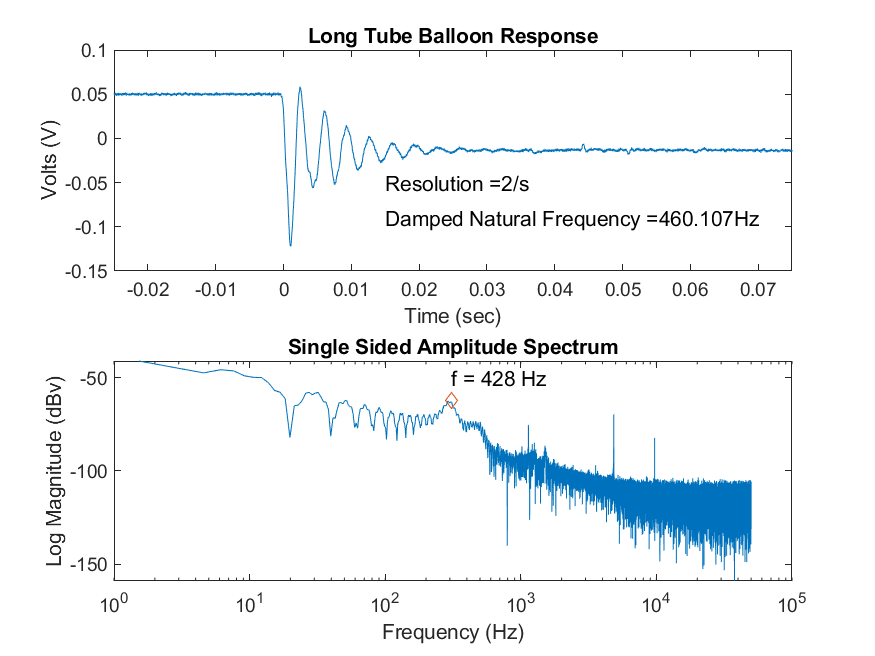 Long Tube Balloon Response
0.1
0.05
0
-0.05
-0.1
-0.15
Volts (V)
Resolution =2/s
Damped Natural Frequency =460.107Hz
-0.02 -0.01 0 0.01 0.02 0.03 0.04 0.05 0.06 0.07
Time (sec)
Single Sided Amplitude Spectrum
-50
-100
-150
Log Magnitude (dBv)
f = 428 Hz
10^0 10^1 10^2 10^3 10^4 10^5
Frequency (Hz)